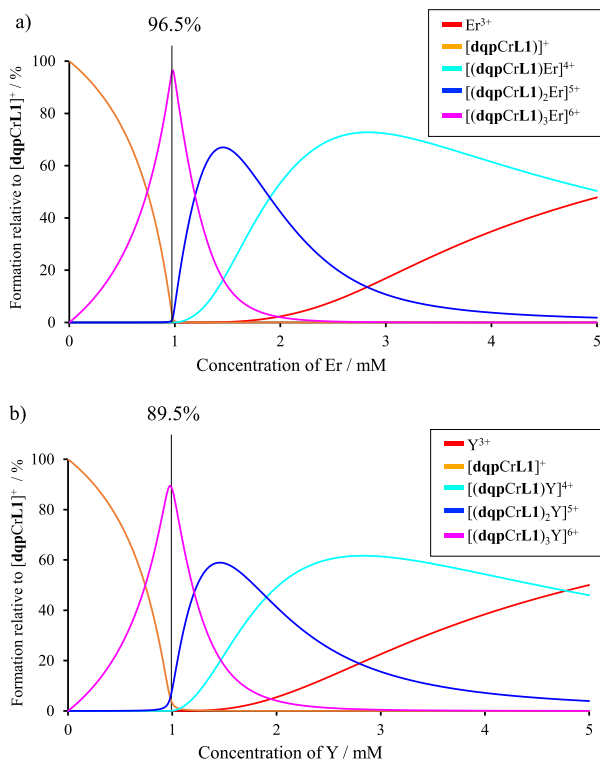 a)
96.5%
Er³⁺
[dqpCrL1)]⁺
[(dqpCrL1)Er]⁴⁺
[(dqpCrL1)₂Er]⁵⁺
[(dqpCrL1)₃Er]⁶⁺
Formation relative to [dqpCrL1]⁺ / %
100
80
60
40
20
0
0 1 2 3 4 5
Concentration of Er / mM
b)
89.5%
Y³⁺
[dqpCrL1]⁺
[(dqpCrL1)Y]⁴⁺
[(dqpCrL1)₂Y]⁵⁺
[(dqpCrL1)₃Y]⁶⁺
Formation relative to [dqpCrL1]⁺ / %
100
80
60
40
20
0
0 1 2 3 4 5
Concentration of Y / mM